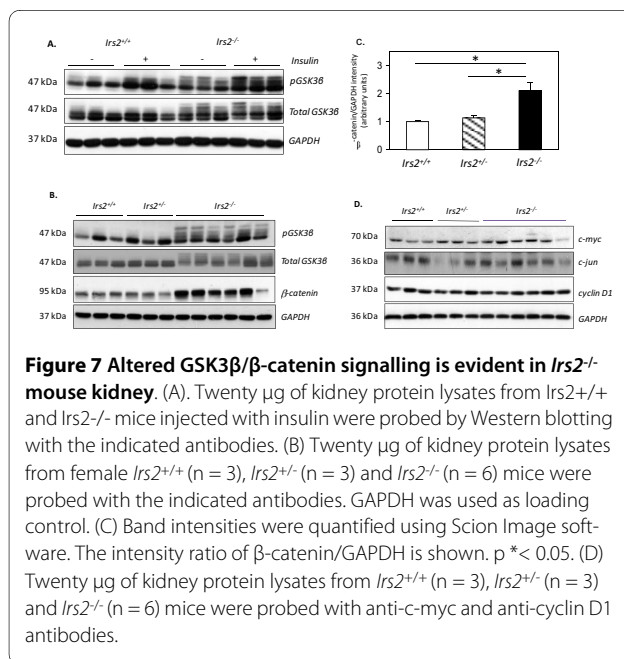 A.
Irs2+/+ Irs2-/-
- + - + Insulin
47 kDa pGSK3β
47 kDa Total GSK3β
37 kDa GAPDH
C.
-catenin/GAPDH intensity
(arbitrary units)
3
2
1
0
* 
*
Irs2+/+ Irs2+/- Irs2-/-
B.
Irs2+/+ Irs2+/- Irs2-/-
47 kDa pGSK3β
47 kDa Total GSK3β
95 kDa β-catenin
37 kDa GAPDH
D.
Irs2+/+ Irs2+/- Irs2-/-
70 kDa c-myc
36 kDa c-jun
37 kDa cyclin D1
36 kDa GAPDH
Figure 7 Altered GSK3β/β-catenin signalling is evident in Irs2-/-
mouse kidney. (A). Twenty μg of kidney protein lysates from Irs2+/+
and Irs2-/- mice injected with insulin were probed by Western blotting
with the indicated antibodies. (B) Twenty μg of kidney protein lysates
from female Irs2+/+ (n = 3), Irs2+/- (n = 3) and Irs2-/- (n = 6) mice were
probed with the indicated antibodies. GAPDH was used as loading
control. (C) Band intensities were quantified using Scion Image soft-
ware. The intensity ratio of β-catenin/GAPDH is shown. p *< 0.05. (D)
Twenty μg of kidney protein lysates from Irs2+/+ (n = 3), Irs2+/- (n = 3)
and Irs2-/- (n = 6) mice were probed with anti-c-myc and anti-cyclin D1
antibodies.